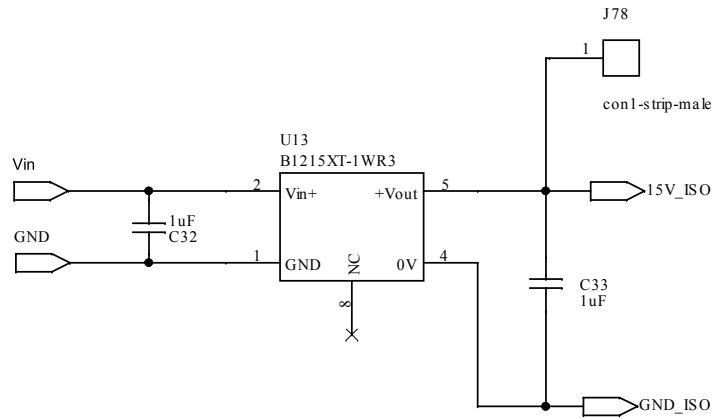 J78
1
con1-strip-male
U13
B1215XT-1WR3
Vin
2
Vin+
+Vout
5
15V_ISO
1uF
C32
GND
1
GND
NC
0V
4
C33
1uF
8
GND_ISO